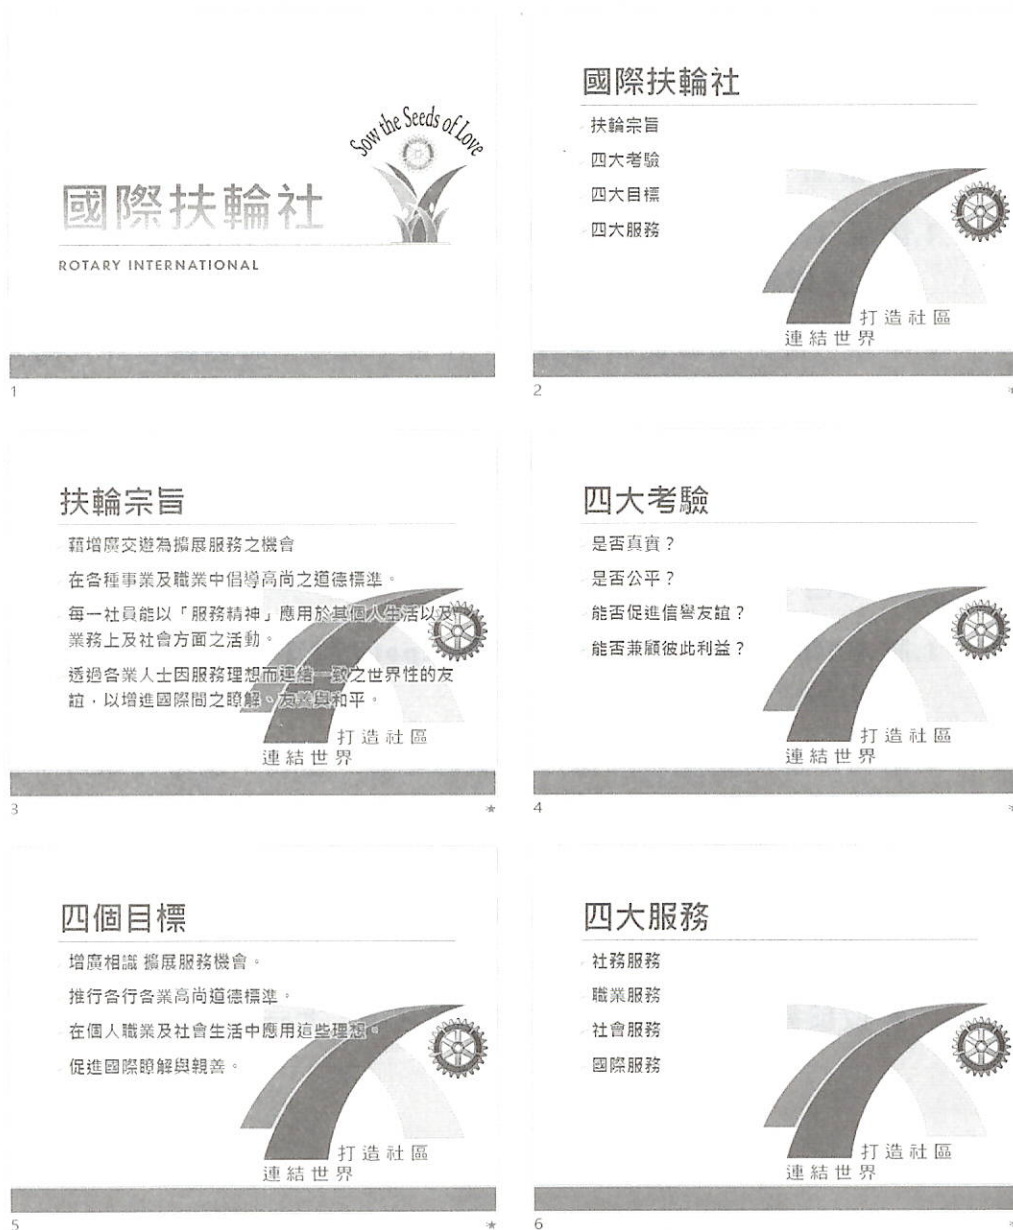 Sow the Seeds of Love
國際扶輪社
ROTARY INTERNATIONAL
1
國際扶輪社
扶輪宗旨
四大考驗
四大目標
四大服務
打造社區
連結世界
2
扶輪宗旨
藉增廣交遊為擴展服務之機會
在各種事業及職業中倡導高尚之道德標準。
每一社員能以「服務精神」應用於其個人生活以及
業務上及社會方面之活動。
透過各業人士因服務理想而連結一致之世界性的友
誼，以增進國際間之瞭解、友善與和平。
打造社區
連結世界
3
四大考驗
是否真實？
是否公平？
能否促進信譽友誼？
能否兼顧彼此利益？
打造社區
連結世界
4
四個目標
增廣相識 擴展服務機會。
推行各行各業高尚道德標準。
在個人職業及社會生活中應用這些理想。
促進國際瞭解與親善。
打造社區
連結世界
5
四大服務
社務服務
職業服務
社會服務
國際服務
打造社區
連結世界
6